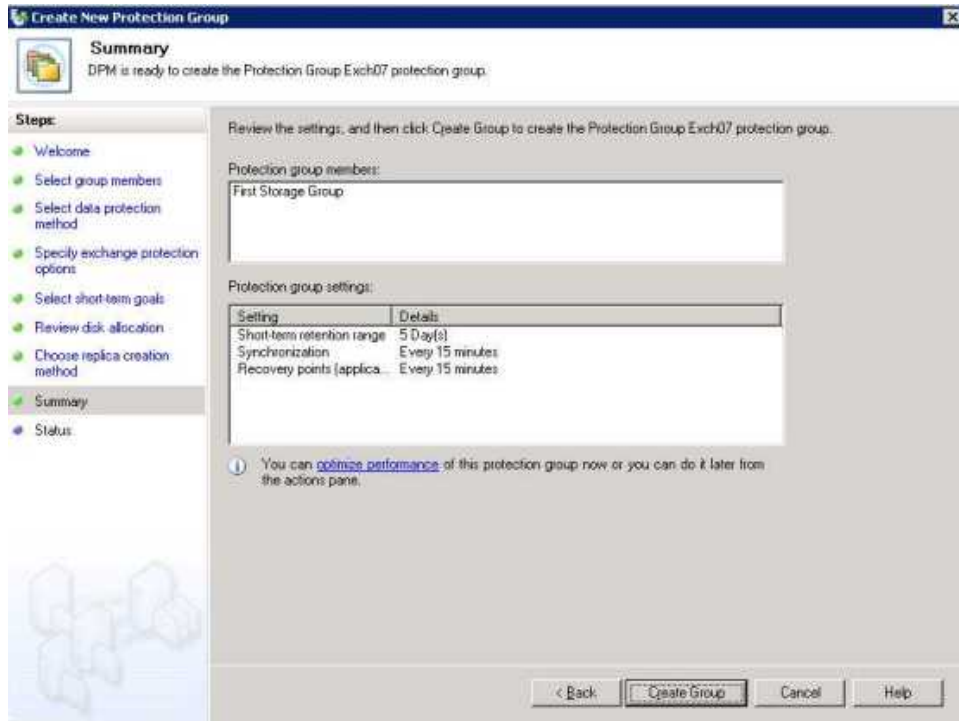 Create New Protection Group
Summary
DPM is ready to create the Protection Group Exch07 protection group.
Steps:
Welcome
Select group members
Select data protection
method
Specify exchange protection
options
Select short-term goals
Review disk allocation
Choose replica creation
method
Summary
Status
Review the settings, and then click Create Group to create the Protection Group Exch07 protection group.
Protection group members:
First Storage Group
Protection group settings:
Setting Details
Short-term retention range 5 Day(s)
Synchronization Every 15 minutes
Recovery points (applica... Every 15 minutes
You can optimize performance of this protection group now or you can do it later from
the actions pane.
< Back Create Group Cancel Help